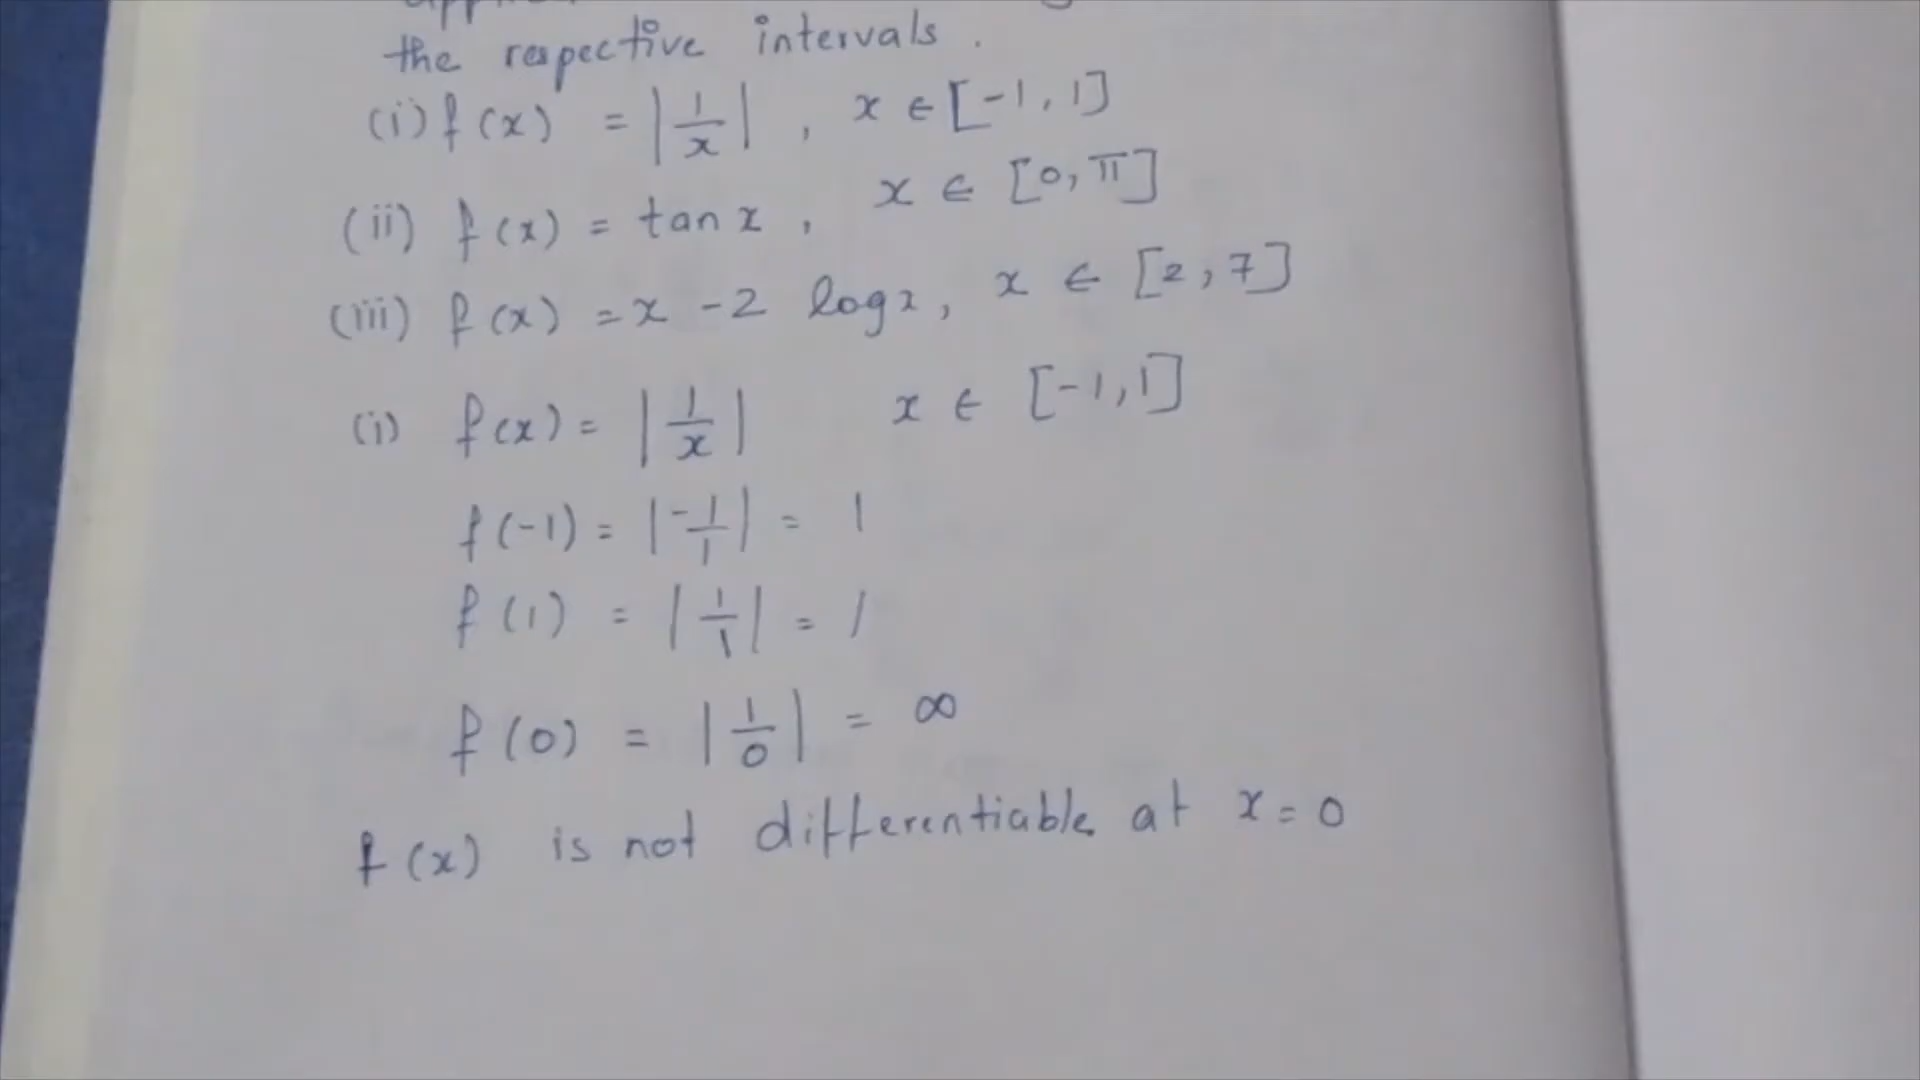 the respective intervals.
(i) f(x) = |1/x|, x ∈ [-1, 1]
(ii) f(x) = tan x, x ∈ [0, π]
(iii) f(x) = x - 2 log x, x ∈ [2, 7]
(i) f(x) = |1/x| x ∈ [-1, 1]
f(-1) = |-1/1| = 1
f(1) = |1/1| = 1
f(0) = |1/0| = ∞
f(x) is not differentiable at x = 0